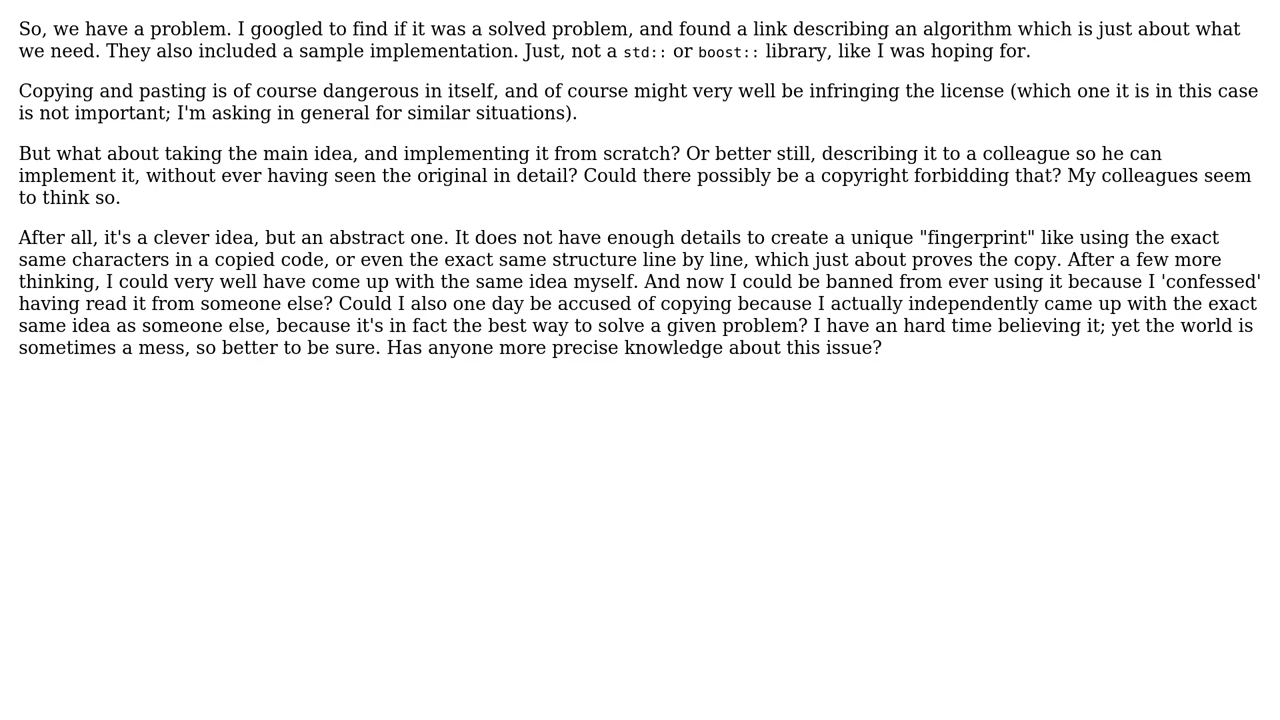 So, we have a problem. I googled to find if it was a solved problem, and found a link describing an algorithm which is just about what
we need. They also included a sample implementation. Just, not a std:: or boost:: library, like I was hoping for.
Copying and pasting is of course dangerous in itself, and of course might very well be infringing the license (which one it is in this case
is not important; I'm asking in general for similar situations).
But what about taking the main idea, and implementing it from scratch? Or better still, describing it to a colleague so he can
implement it, without ever having seen the original in detail? Could there possibly be a copyright forbidding that? My colleagues seem
to think so.
After all, it's a clever idea, but an abstract one. It does not have enough details to create a unique "fingerprint" like using the exact
same characters in a copied code, or even the exact same structure line by line, which just about proves the copy. After a few more
thinking, I could very well have come up with the same idea myself. And now I could be banned from ever using it because I 'confessed'
having read it from someone else? Could I also one day be accused of copying because I actually independently came up with the exact
same idea as someone else, because it's in fact the best way to solve a given problem? I have an hard time believing it; yet the world is
sometimes a mess, so better to be sure. Has anyone more precise knowledge about this issue?